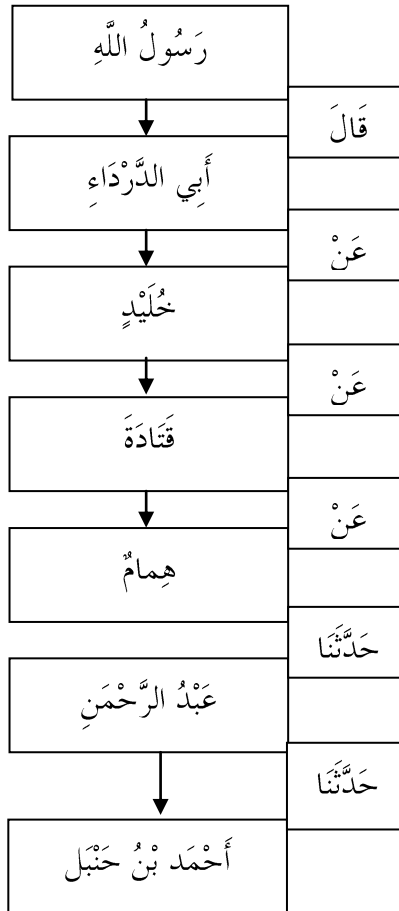 رَسُولُ اللَّهِ
قَالَ
أَبِي الدَّرْدَاءِ
عَنْ
خُلَيْدٍ
عَنْ
قَتَادَةَ
عَنْ
هِمامٌ
حَدَّثَنَا
عَبْدُ الرَّحْمَنِ
حَدَّثَنَا
أَحْمَد بْنُ حَنْبَل